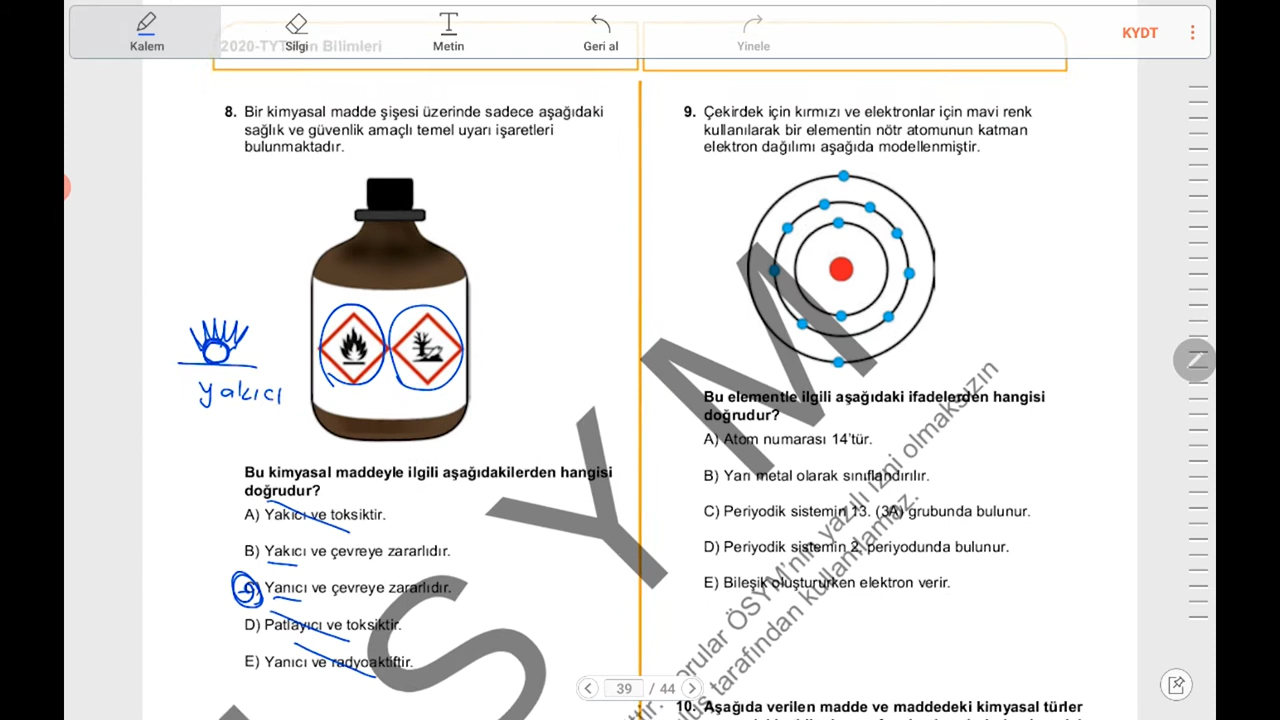 Kalem
Silgi
Metin
Geri al
Yinele
KYDT
2020-TYT
Bilimleri
8. Bir kimyasal madde şişesi üzerinde sadece aşağıdaki
sağlık ve güvenlik amaçlı temel uyarı işaretleri
bulunmaktadır.
yakıcı
Bu kimyasal maddeyle ilgili aşağıdakilerden hangisi
doğrudur?
A) Yakıcı ve toksiktir.
B) Yakıcı ve çevreye zararlıdır.
Yanıcı ve çevreye zararlıdır.
D) Patlayıcı ve toksiktir.
E) Yanıcı ve radyoaktiftir.
9. Çekirdek için kırmızı ve elektronlar için mavi renk
kullanılarak bir elementin nötr atomunun katman
elektron dağılımı aşağıda modellenmiştir.
Bu elementle ilgili aşağıdaki ifadelerden hangisi
doğrudur?
A) Atom numarası 14'tür.
B) Yarı metal olarak sınıflandırılır.
C) Periyodik sistemin 13. (3A) grubunda bulunur.
D) Periyodik sistemin 2. periyodunda bulunur.
E) Bileşik oluştururken elektron verir.
10. Aşağıda verilen madde ve maddedeki kimyasal türler
SYM
orular ÖSYM'nin yazılı izni olmaksızın
tarafından kullanılamaz.
39 / 44